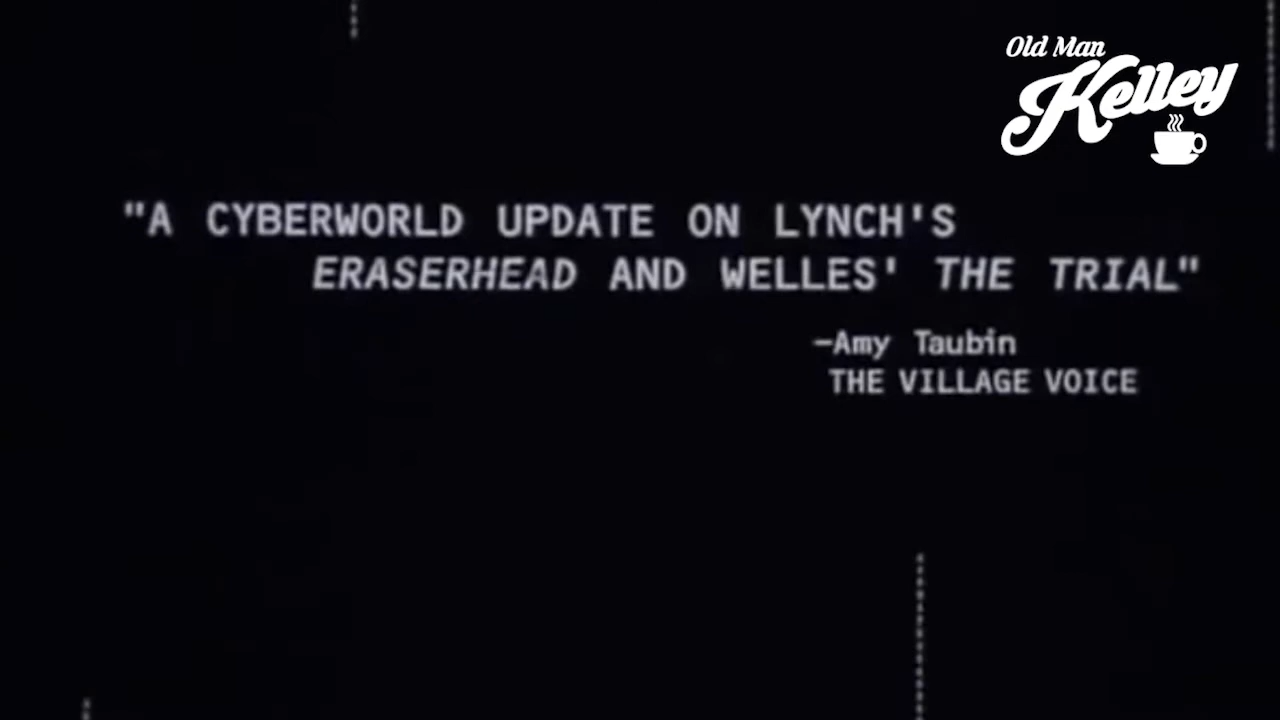 Old Man
Kelley
"A CYBERWORLD UPDATE ON LYNCH'S
ERASERHEAD AND WELLES' THE TRIAL"
—Amy Taubin
THE VILLAGE VOICE